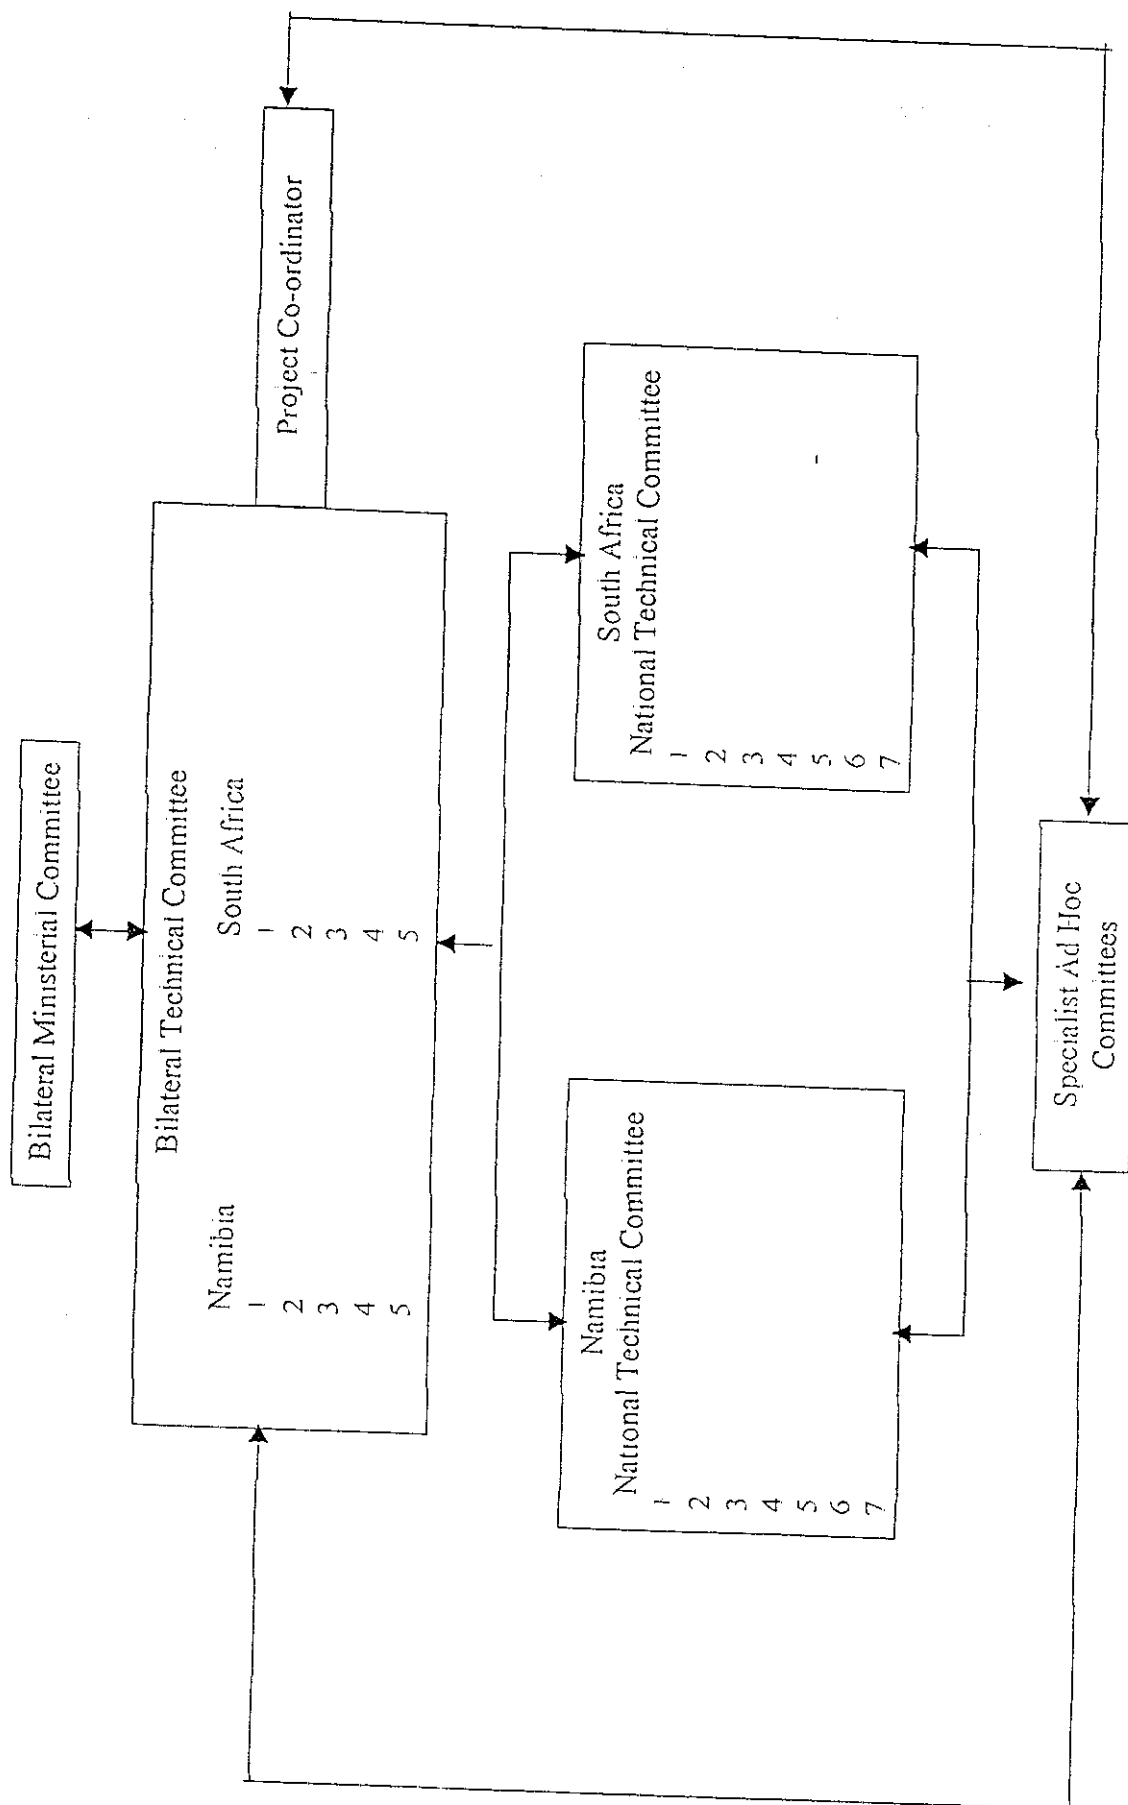 Bilateral Ministerial Committee
Bilateral Technical Committee
Namibia
1
2
3
4
5
South Africa
1
2
3
4
5
Project Co-ordinator
Namibia
National Technical Committee
1
2
3
4
5
6
7
South Africa
National Technical Committee
1
2
3
4
5
6
7
Specialist Ad Hoc
Committees